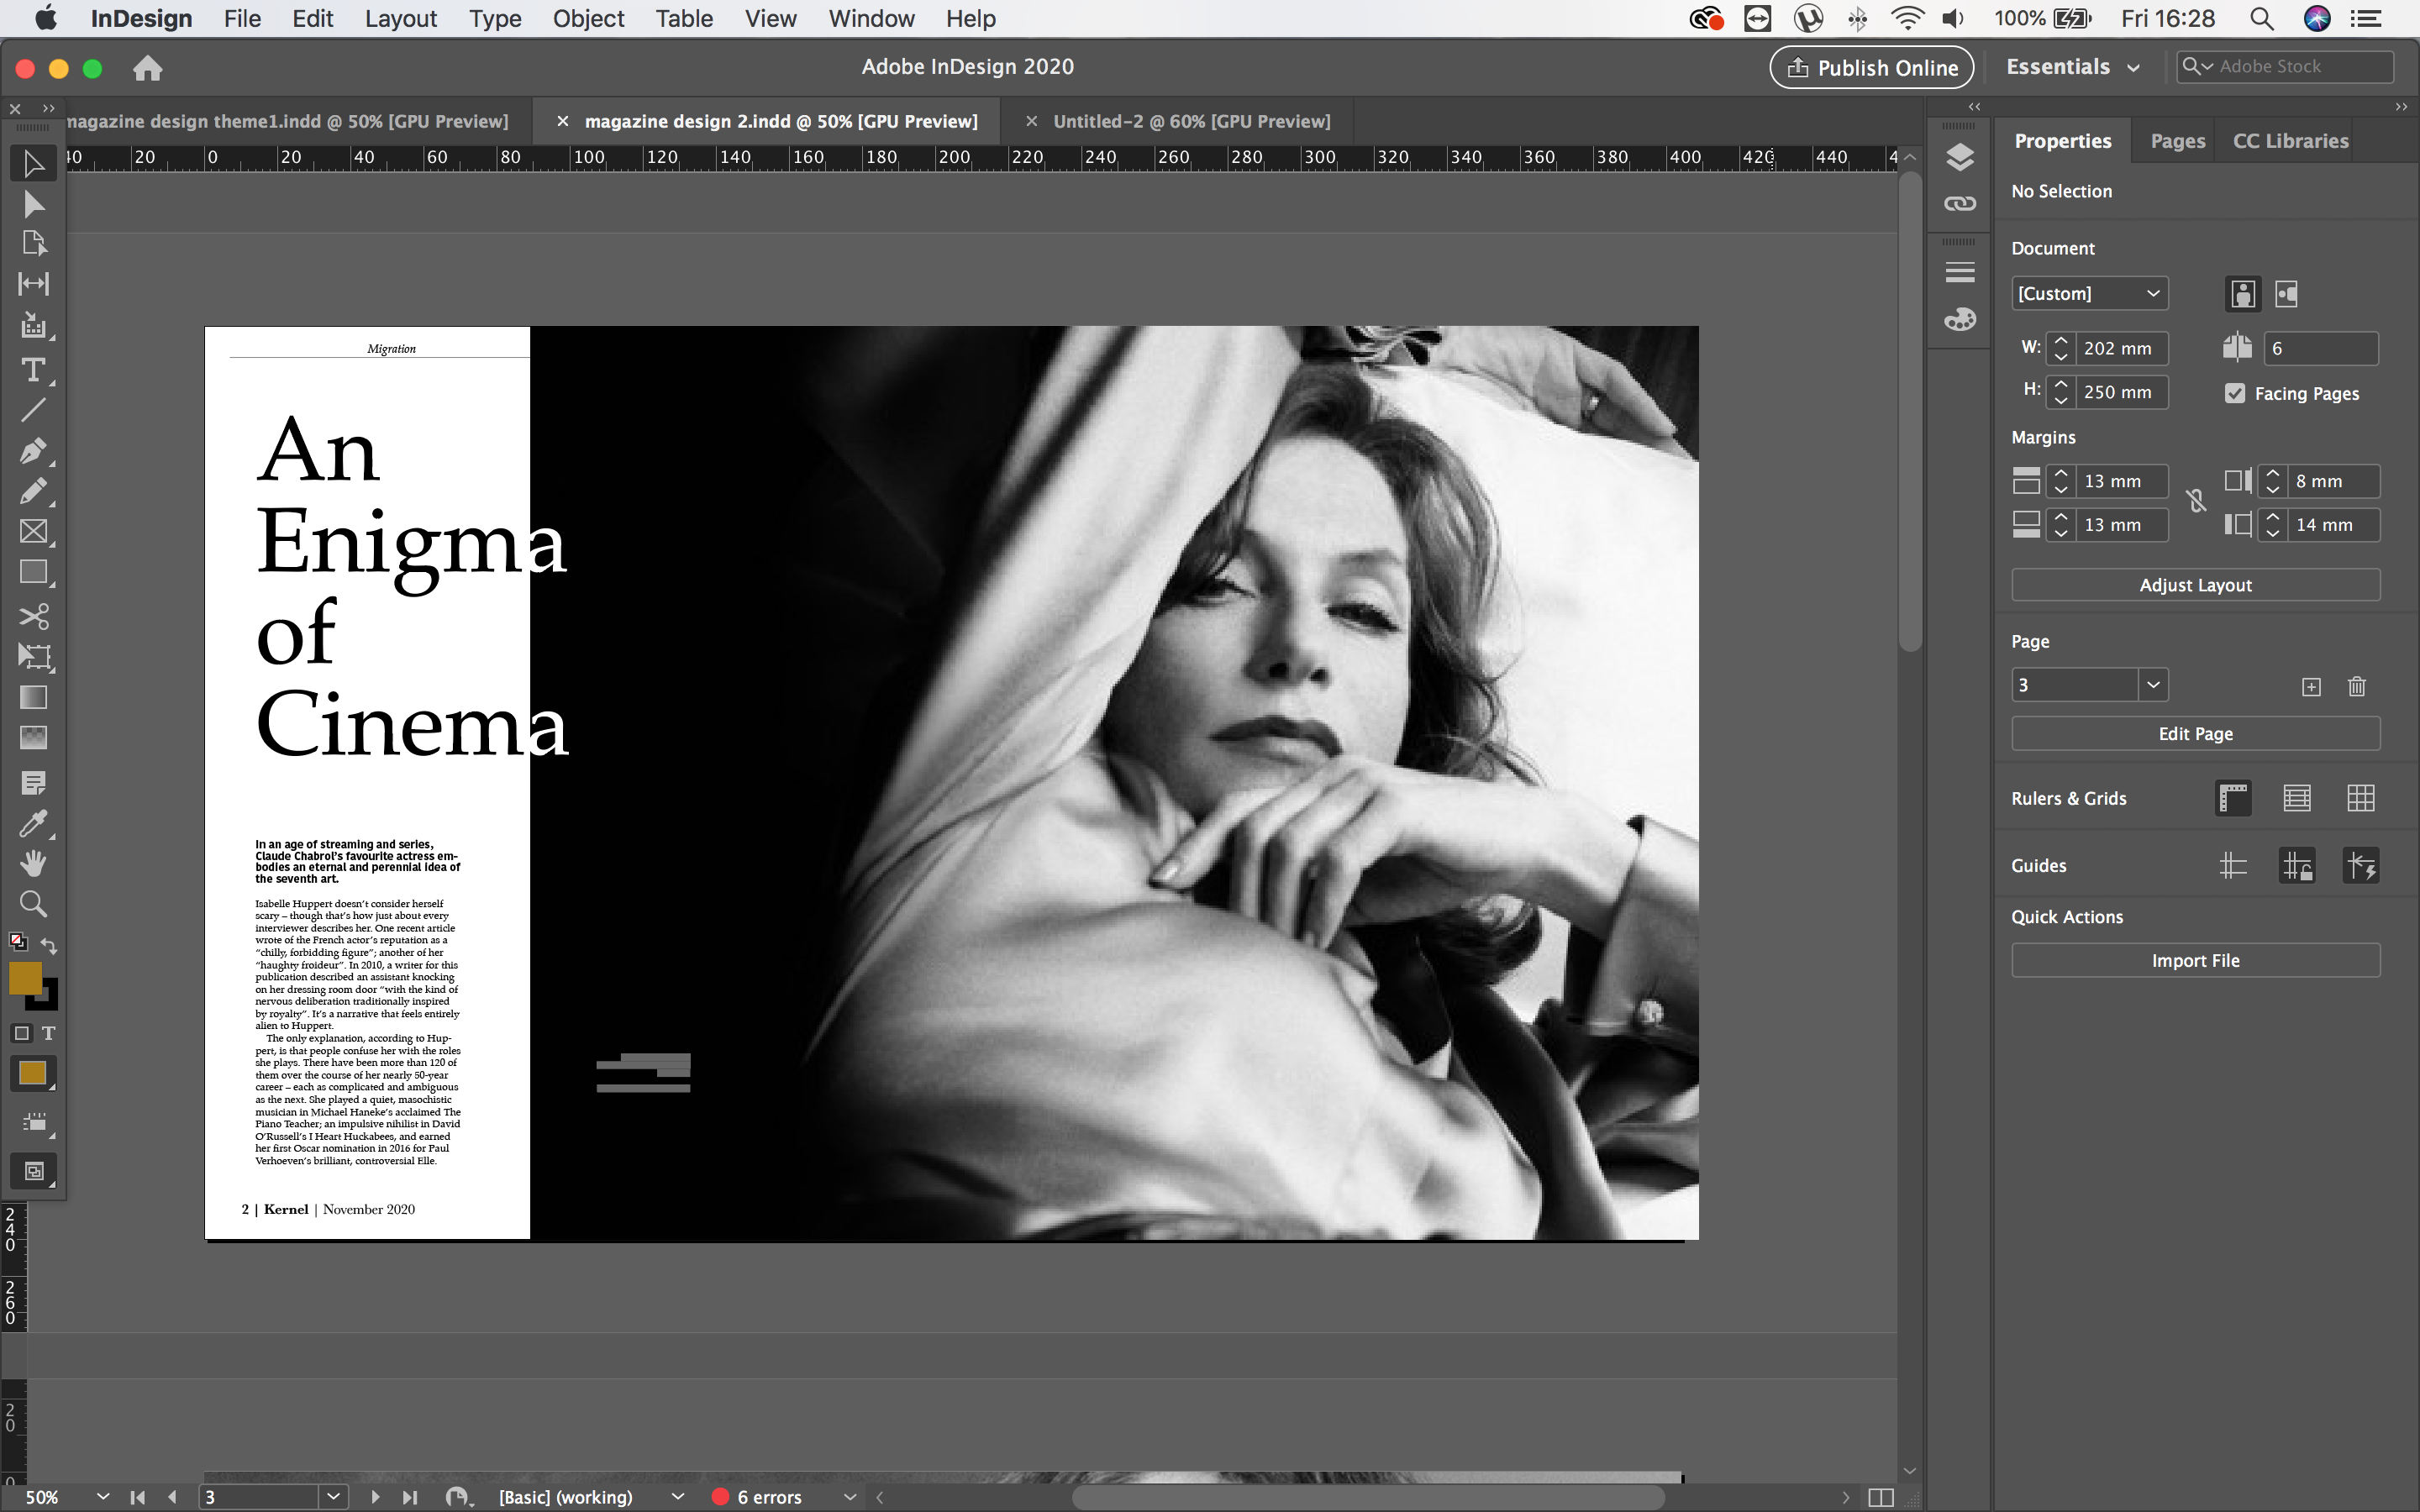 InDesign File Edit Layout Type Object Table View Window Help 100% Fri 16:28
Adobe InDesign 2020 Publish Online Essentials Adobe Stock
magazine design theme1.indd @ 50% [GPU Preview] × magazine design 2.indd @ 50% [GPU Preview] × Untitled-2 @ 60% [GPU Preview]
20 0 20 40 60 80 100 120 140 160 180 200 220 240 260 280 300 320 340 360 380 400 420 440
Properties Pages CC Libraries
No Selection
Document
[Custom]
W: 202 mm 6
H: 250 mm Facing Pages
Margins
13 mm 8 mm
13 mm 14 mm
Adjust Layout
Page
3
Edit Page
Rulers & Grids
Guides
Quick Actions
Import File
Migration
An
Enigma
of
Cinema
In an age of streaming and series,
Claude Chabrol's favourite actress em-
bodies an eternal and perennial idea of
the seventh art.
Isabelle Huppert doesn't consider herself
scary – though that's how just about every
interviewer describes her. One recent article
wrote of the French actor's reputation as a
“chilly, forbidding figure”; another of her
“haughty froideur”. In 2010, a writer for this
publication described an assistant knocking
on her dressing room door “with the kind of
nervous deliberation traditionally inspired
by royalty”. It's a narrative that feels entirely
alien to Huppert.
The only explanation, according to Hup-
pert, is that people confuse her with the roles
she plays. There have been more than 120 of
them over the course of her nearly 50-year
career – each as complicated and ambiguous
as the next. She played a quiet, masochistic
musician in Michael Haneke's acclaimed The
Piano Teacher; an impulsive nihilist in David
O'Russell's I Heart Huckabees, and earned
her first Oscar nomination in 2016 for Paul
Verhoeven's brilliant, controversial Elle.
2 | Kernel | November 2020
240
260
20
50% 3 [Basic] (working) 6 errors